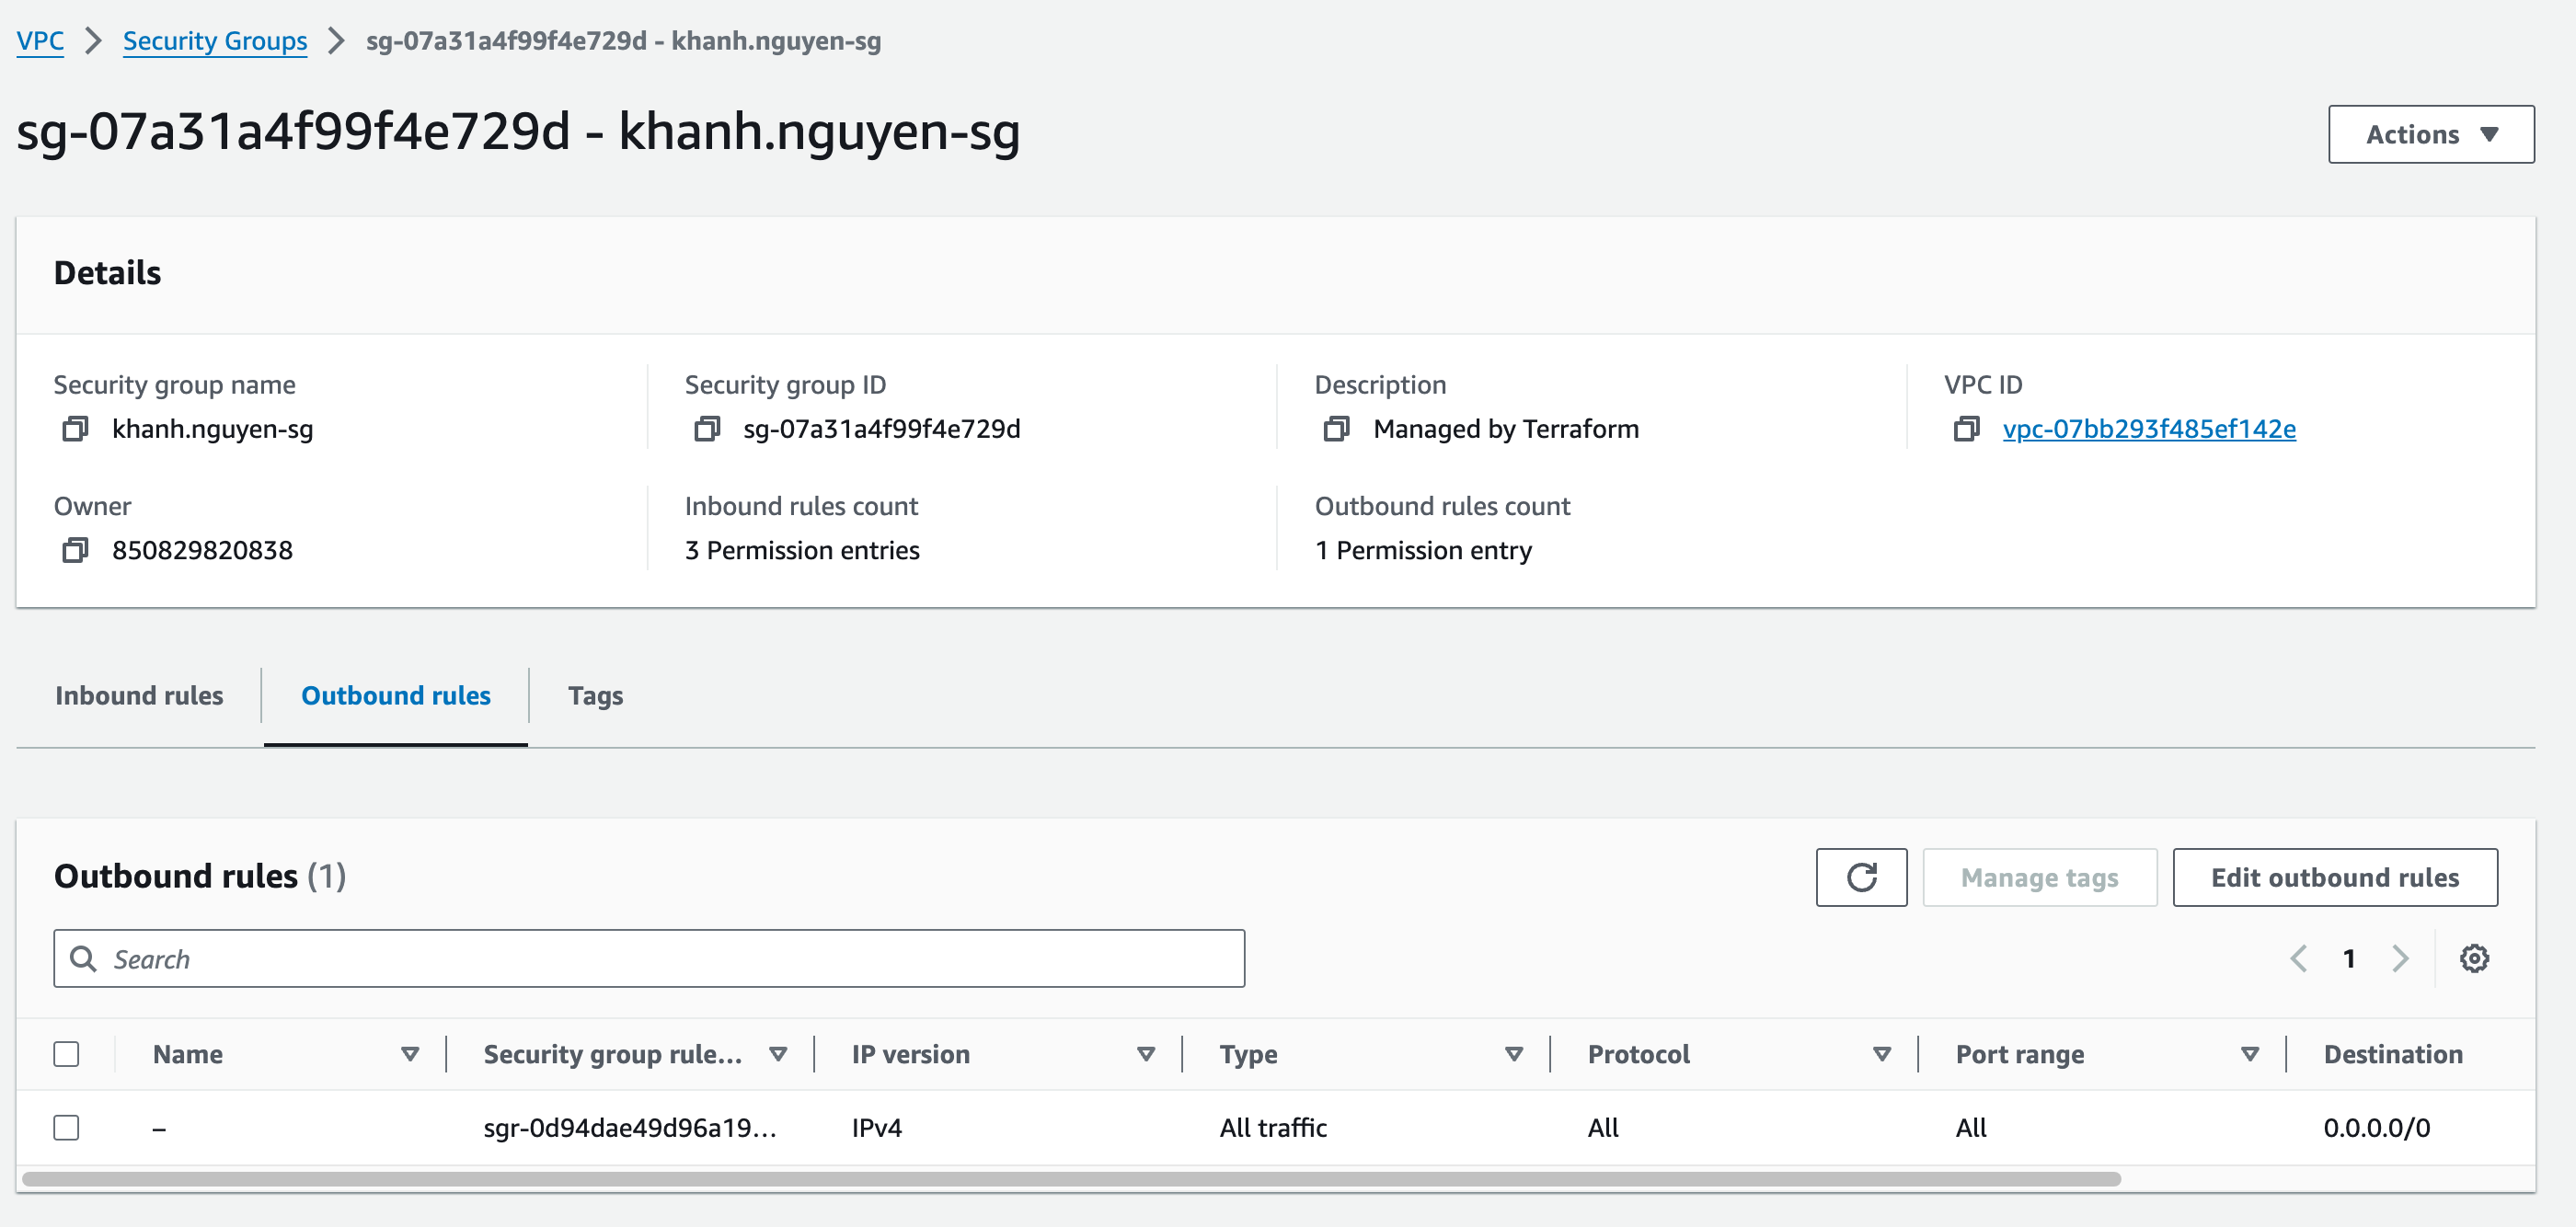 VPC > Security Groups > sg-07a31a4f99f4e729d - khanh.nguyen-sg
sg-07a31a4f99f4e729d - khanh.nguyen-sg
Actions
Details
Security group name
khanh.nguyen-sg
Security group ID
sg-07a31a4f99f4e729d
Description
Managed by Terraform
VPC ID
vpc-07bb293f485ef142e
Owner
850829820838
Inbound rules count
3 Permission entries
Outbound rules count
1 Permission entry
Inbound rules
Outbound rules
Tags
Outbound rules (1)
Manage tags
Edit outbound rules
Search
1
Name Security group rule... IP version Type Protocol Port range Destination
– sgr-0d94dae49d96a19... IPv4 All traffic All All 0.0.0.0/0